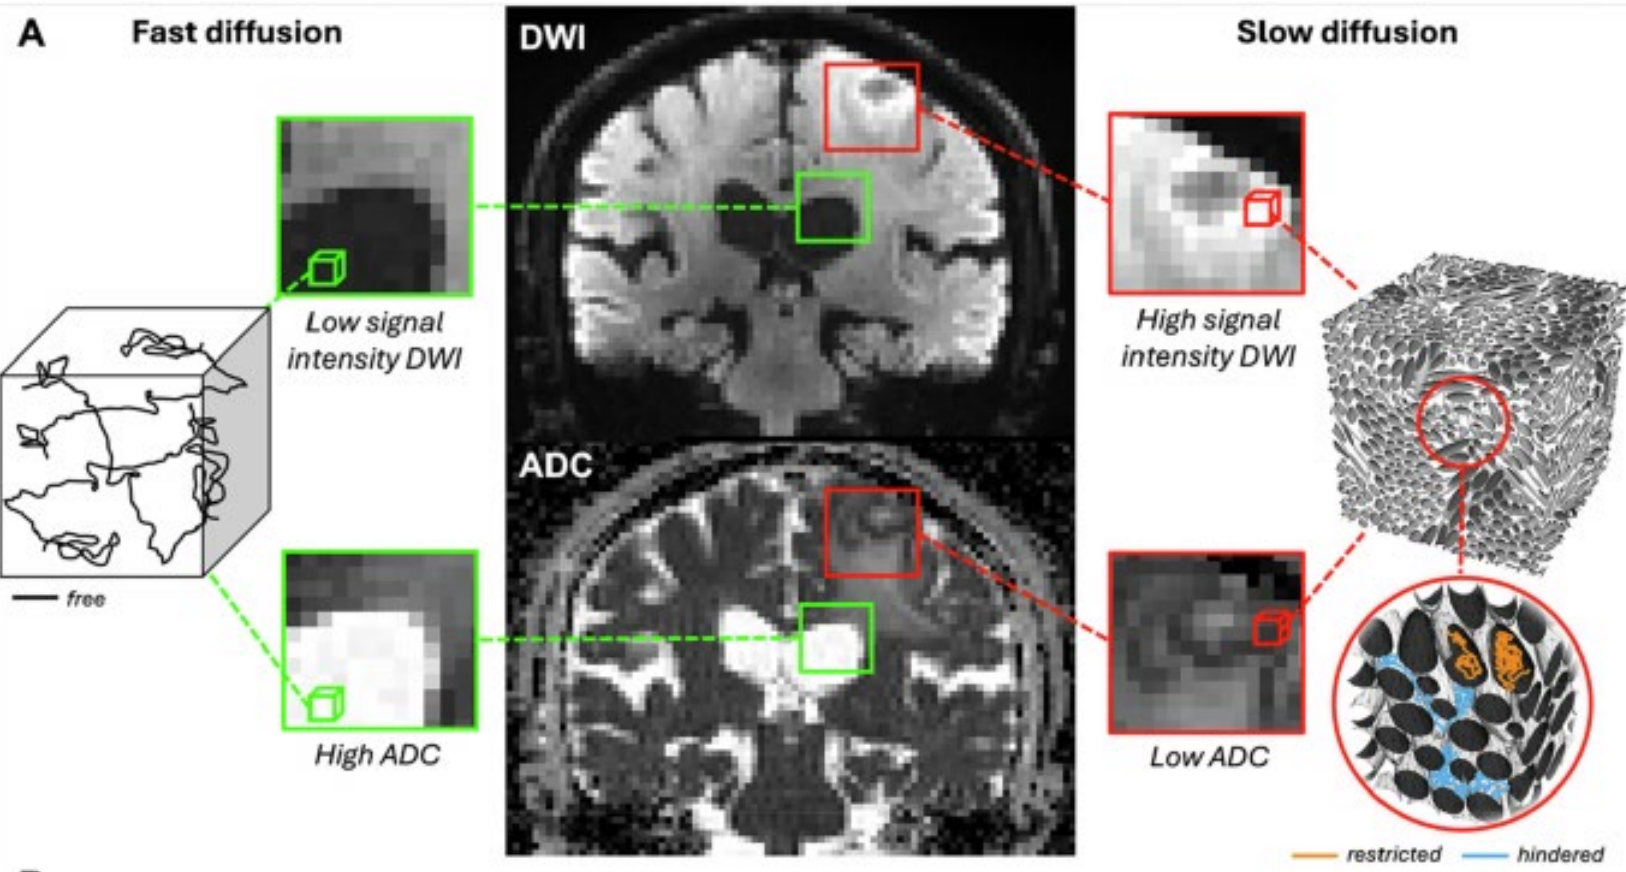 A
Fast diffusion
DWI
Slow diffusion
Low signal
intensity DWI
High signal
intensity DWI
ADC
free
High ADC
Low ADC
restricted
hindered